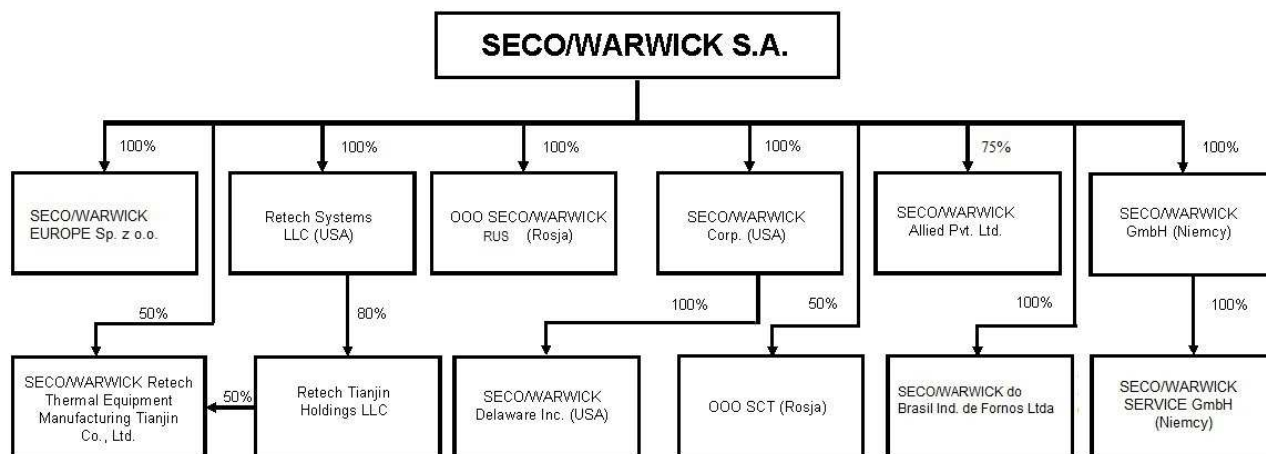 SECO/WARWICK S.A.
100%
100%
100%
100%
75%
100%
SECO/WARWICK
EUROPE Sp. z o.o.
Retech Systems
LLC (USA)
OOO SECO/WARWICK
RUS (Rosja)
SECO/WARWICK
Corp. (USA)
SECO/WARWICK
Allied Pvt. Ltd.
SECO/WARWICK
GmbH (Niemcy)
50%
80%
100%
50%
100%
100%
SECO/WARWICK Retech
Thermal Equipment
Manufacturing Tianjin
Co., Ltd.
50%
Retech Tianjin
Holdings LLC
SECO/WARWICK
Delaware Inc. (USA)
OOO SCT (Rosja)
SECO/WARWICK do
Brasil Ind. de Fornos Ltda
SECO/WARWICK
SERVICE GmbH
(Niemcy)